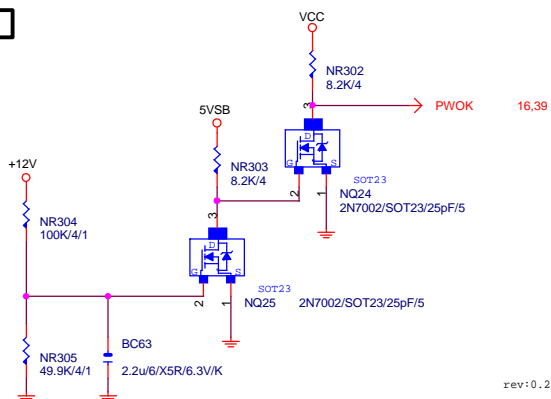 VCC
NR302
8.2K/4
3
PWOK 16,39
5VSB
D
G S
SOT23
2
1
NQ24
2N7002/SOT23/25pF/5
NR303
8.2K/4
+12V
3
NR304
100K/4/1
D
G S
SOT23
2
1
NQ25 2N7002/SOT23/25pF/5
BC63
2.2u/6/X5R/6.3V/K
NR305
49.9K/4/1
rev:0.2